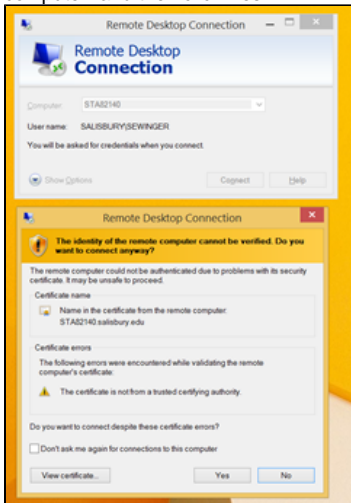 Remote Desktop Connection
Remote Desktop
Connection
Computer: STA82140
User name: SALISBURY\SEWINGER
You will be asked for credentials when you connect.
Show Options
Connect
Help
Remote Desktop Connection
The identity of the remote computer cannot be verified. Do you
want to connect anyway?
The remote computer could not be authenticated due to problems with its security
certificate. It may be unsafe to proceed.
Certificate name
Name in the certificate from the remote computer:
STA82140.salisbury.edu
Certificate errors
The following errors were encountered while validating the remote
computer's certificate:
The certificate is not from a trusted certifying authority.
Do you want to connect despite these certificate errors?
Don't ask me again for connections to this computer
View certificate...
Yes
No